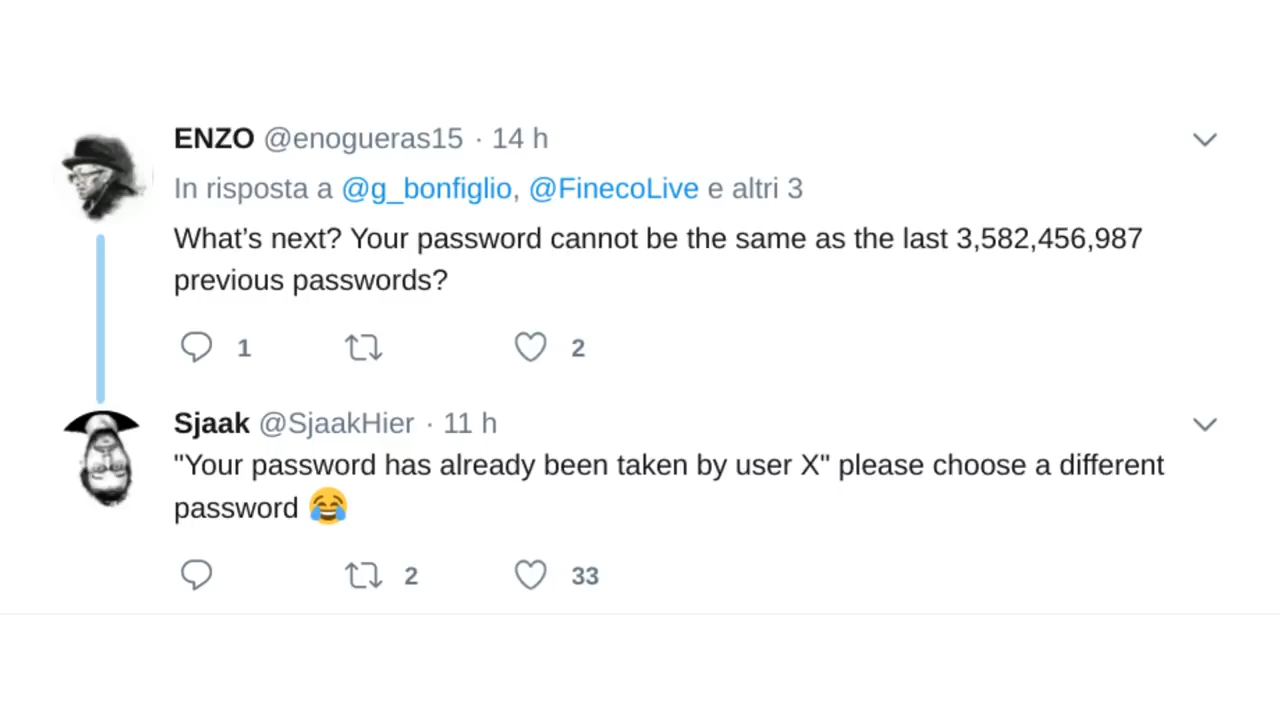 ENZO @enogueras15 · 14 h
In risposta a @g_bonfiglio, @FinecoLive e altri 3
What’s next? Your password cannot be the same as the last 3,582,456,987
previous passwords?
1 2
Sjaak @SjaakHier · 11 h
"Your password has already been taken by user X" please choose a different
password 😂
2 33